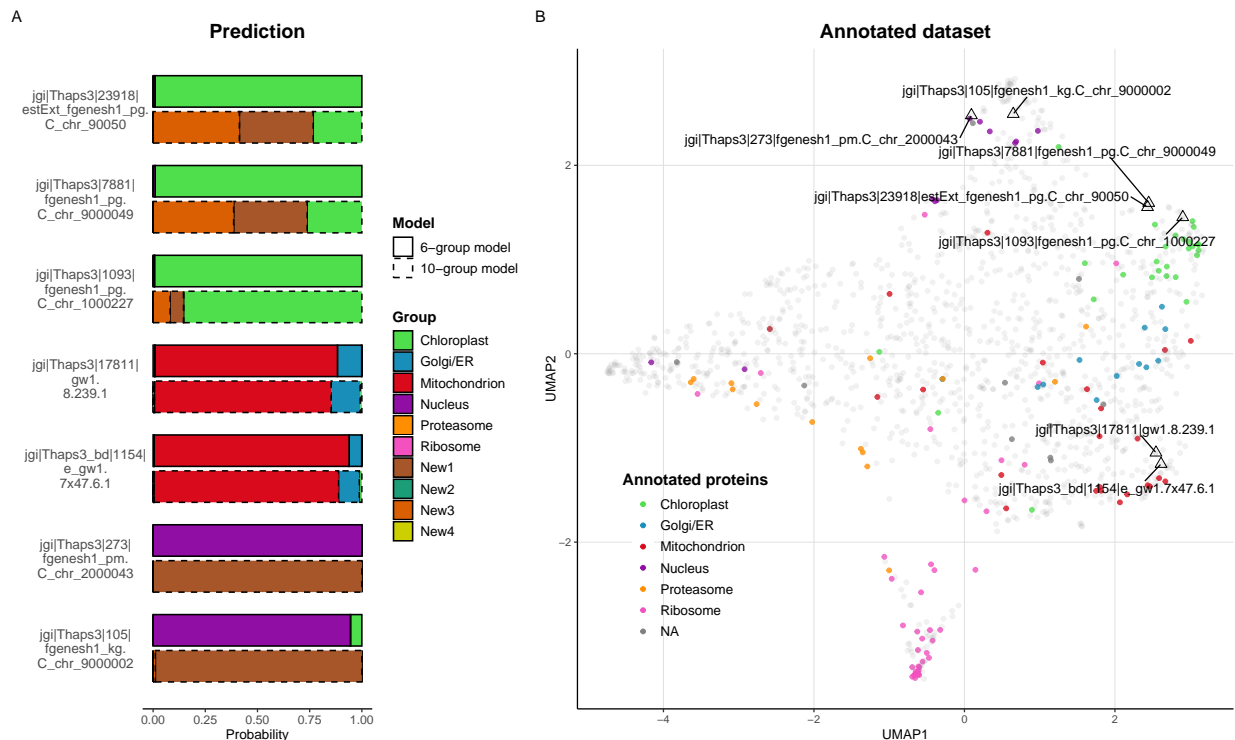 A
Prediction
jgi|Thaps3|23918|
estExt_fgenesh1_pg.
C_chr_90050
jgi|Thaps3|7881|
fgenesh1_pg.
C_chr_9000049
jgi|Thaps3|1093|
fgenesh1_pg.
C_chr_1000227
jgi|Thaps3|17811|
gw1.
8.239.1
jgi|Thaps3_bd|1154|
e_gw1.
7x47.6.1
jgi|Thaps3|273|
fgenesh1_pm.
C_chr_2000043
jgi|Thaps3|105|
fgenesh1_kg.
C_chr_9000002
0.00 0.25 0.50 0.75 1.00
Probability
Model
6−group model
10−group model
Group
Chloroplast
Golgi/ER
Mitochondrion
Nucleus
Proteasome
Ribosome
New1
New2
New3
New4
B
Annotated dataset
jgi|Thaps3|105|fgenesh1_kg.C_chr_9000002
jgi|Thaps3|273|fgenesh1_pm.C_chr_2000043
jgi|Thaps3|7881|fgenesh1_pg.C_chr_9000049
jgi|Thaps3|23918|estExt_fgenesh1_pg.C_chr_90050
jgi|Thaps3|1093|fgenesh1_pg.C_chr_1000227
jgi|Thaps3|17811|gw1.8.239.1
jgi|Thaps3_bd|1154|e_gw1.7x47.6.1
Annotated proteins
Chloroplast
Golgi/ER
Mitochondrion
Nucleus
Proteasome
Ribosome
NA
2
0
−2
UMAP2
−4 −2 0 2
UMAP1